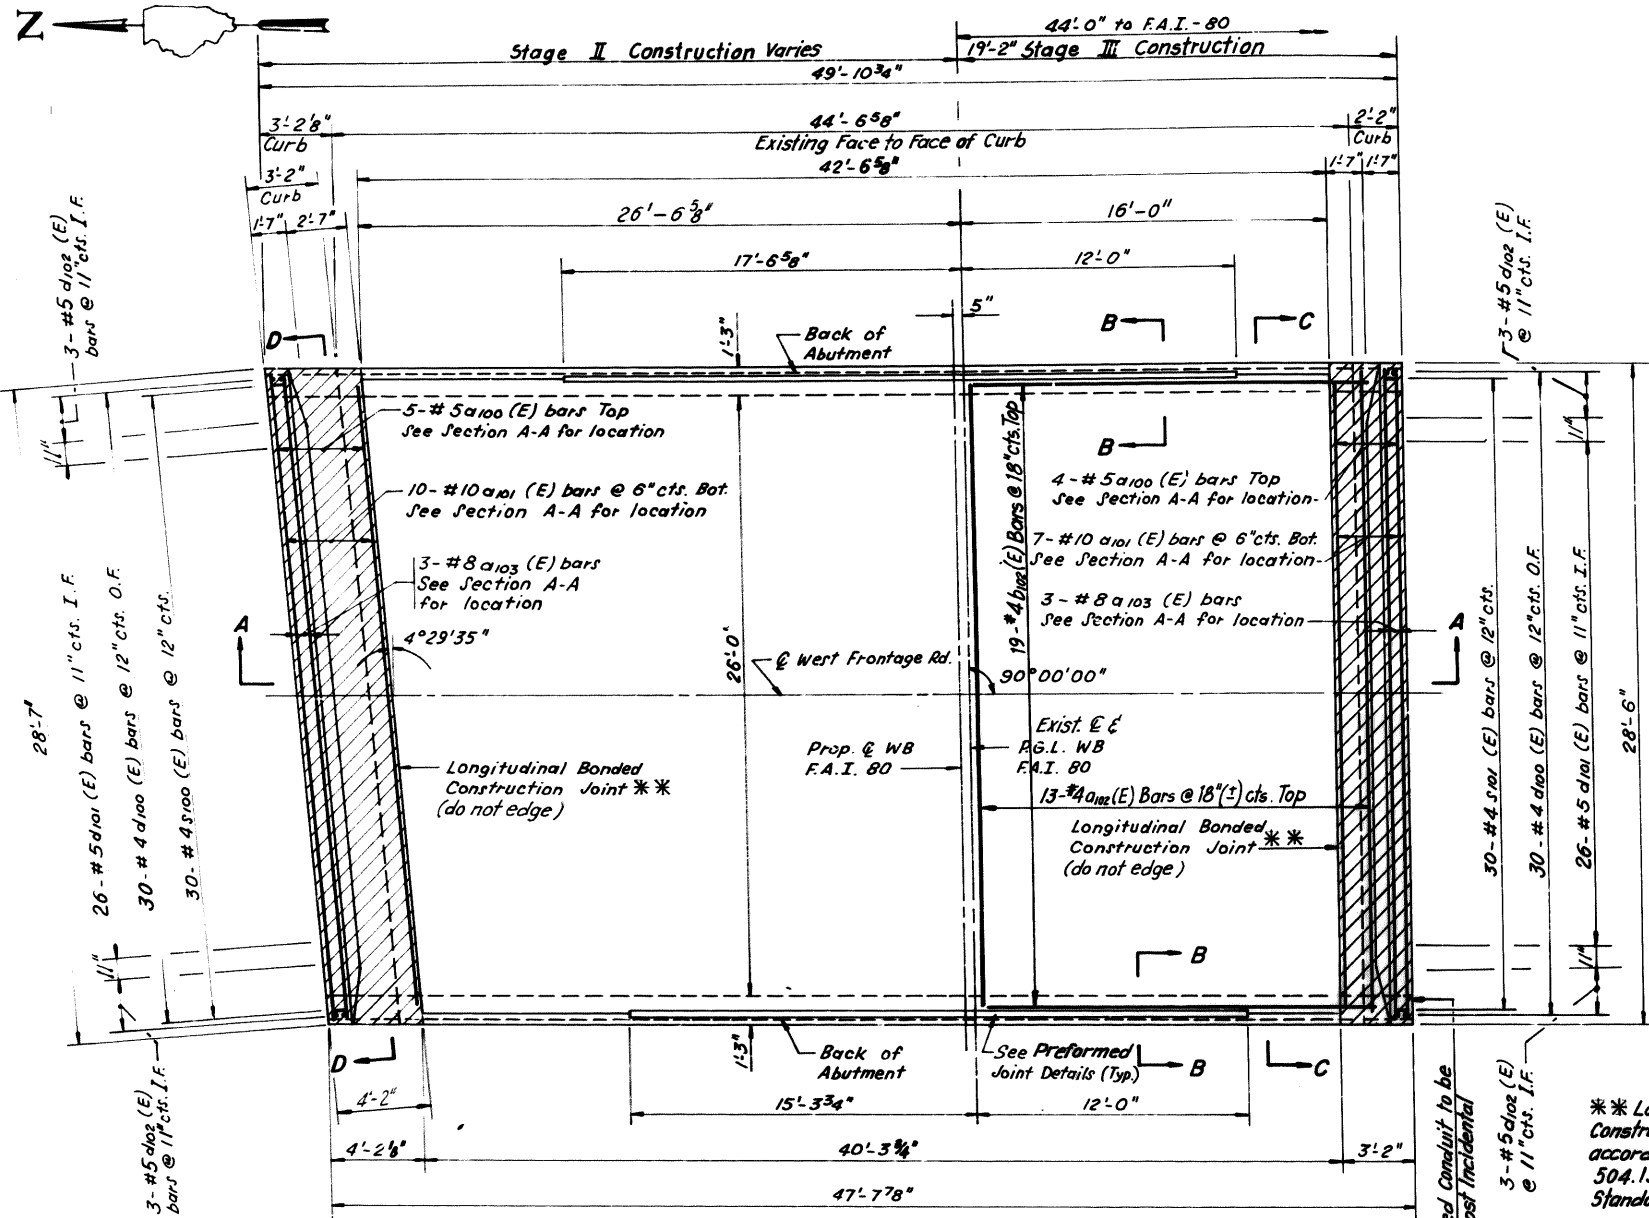 Z
44'-0" to F.A.I.-80
Stage II Construction Varies
19'-2" Stage III Construction
49'-10¾"
3'-2⅛"
Curb
44'-6⅝"
Existing Face to Face of Curb
2'-2"
Curb
42'-6⅝"
1'-7" 1'-7"
3'-2"
Curb
1'-7" 2'-7"
26'-6⅝"
16'-0"
17'-6⅝"
12'-0"
5"
3-#5 d102 (E)
bars @ 11"cts. I.F.
3-#5 d102 (E)
@ 11"cts. I.F.
D
1'-3"
Back of
Abutment
B
C
5-#5 a100 (E) bars Top
See Section A-A for location
B
11"
11"
10-#10 a101 (E) bars @ 6"cts. Bot.
See Section A-A for location
4-#5 a100 (E) bars Top
See Section A-A for location
7-#10 a101 (E) bars @ 6"cts. Bot.
See Section A-A for location
3-#8 a103 (E) bars
See Section A-A
for location
3-#8 a103 (E) bars
See Section A-A for location
19-#4 b102 (E) Bars @ 18"cts. Top
A
A
4°29'35"
26'-0"
℄ West Frontage Rd.
90°00'00"
28'-7"
26-#5 d101 (E) bars @ 11"cts. I.F.
30-#4 d100 (E) bars @ 12"cts. O.F.
30-#4 s100 (E) bars @ 12"cts.
30-#4 s101 (E) bars @ 12"cts.
30-#4 d100 (E) bars @ 12"cts. O.F.
26-#5 d101 (E) bars @ 11"cts. I.F.
28'-6"
Prop. ℄ WB
F.A.I. 80
Exist. ℄ &
P.G.L. WB
F.A.I. 80
Longitudinal Bonded
Construction Joint **
(do not edge)
13-#4 a102 (E) Bars @ 18"(±) cts. Top
Longitudinal Bonded
Construction Joint **
(do not edge)
11"
11"
B
D
1'-3"
Back of
Abutment
See Preformed
Joint Details (Typ.)
B
C
4'-2"
15'-3¾"
12'-0"
4'-2⅛"
40'-3¾"
3'-2"
47'-7⅞"
3-#5 d102 (E)
bars @ 11"cts. I.F.
Conduit to be
Incidental
3-#5 d102 (E)
@ 11"cts. I.F.
**
504.1